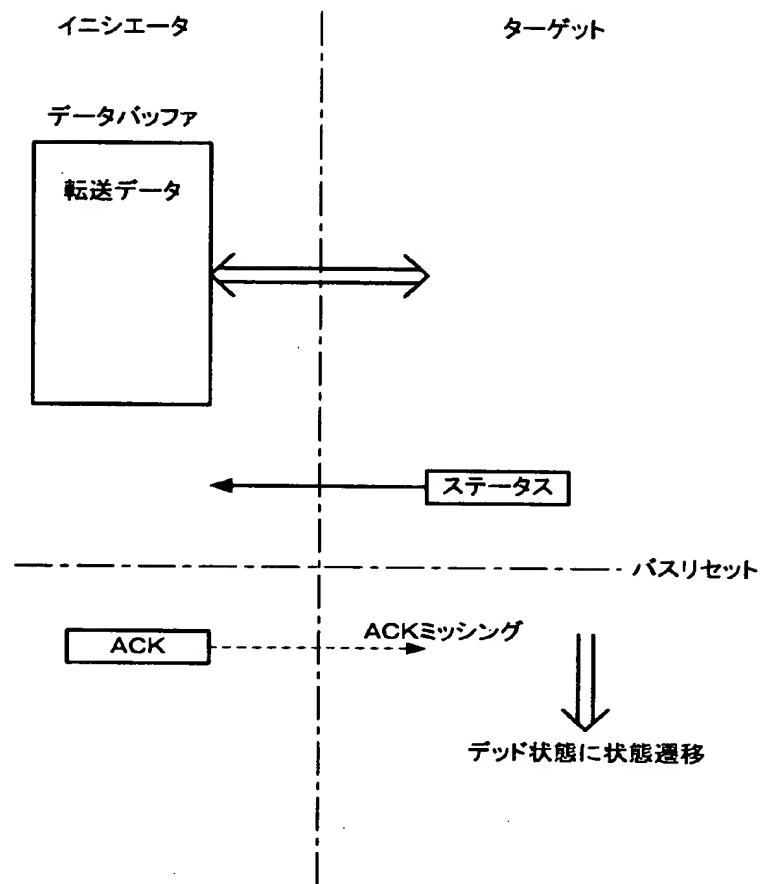 イニシエータ
ターゲット
データバッファ
転送データ
ステータス
バスリセット
ACK
ACKミッシング
デッド状態に状態遷移